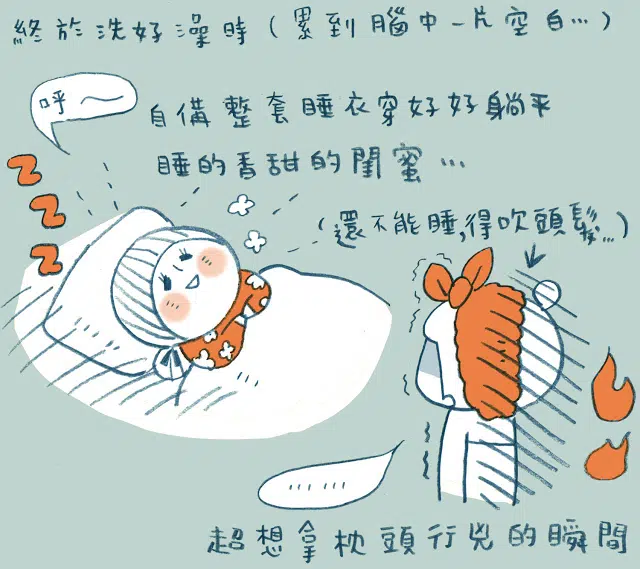 終於洗好澡時(累到腦中一片空白…)
呼~
自備整套睡衣穿好好躺平
睡的香甜的閨蜜…
zzz
(還不能睡,得吹頭髮...)
......
超想拿枕頭行兇的瞬間